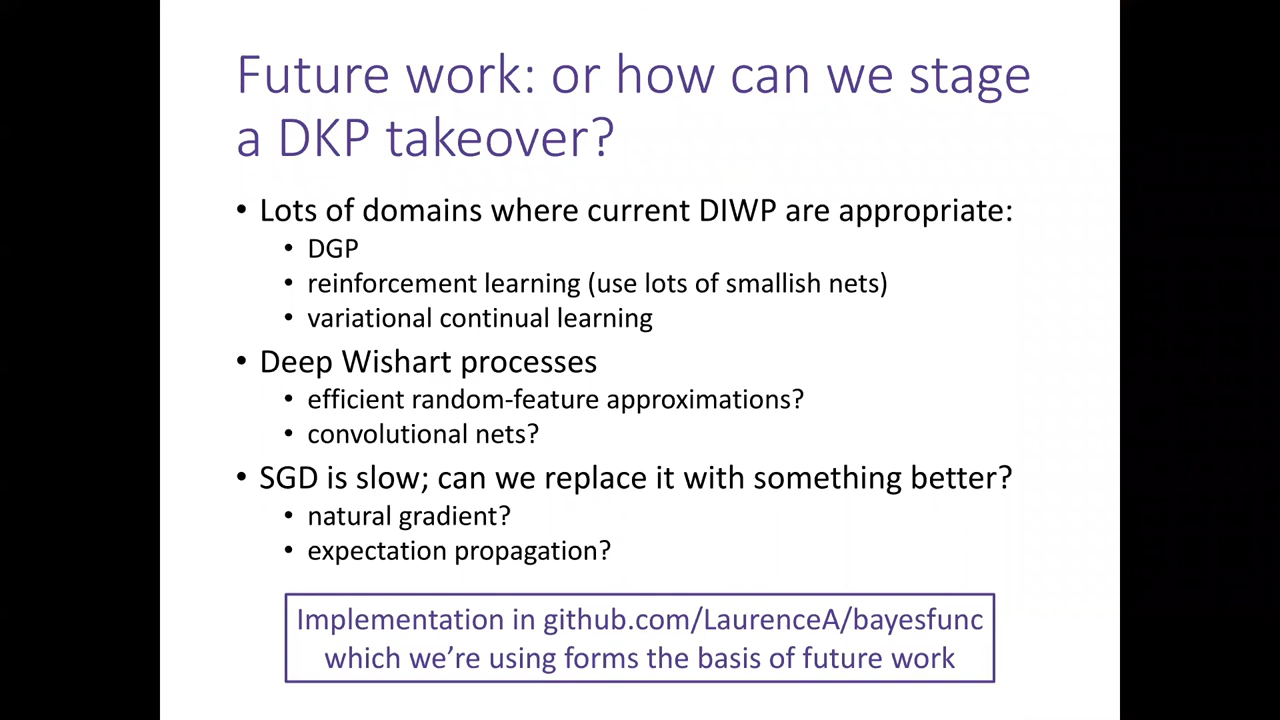 Future work: or how can we stage
a DKP takeover?
• Lots of domains where current DIWP are appropriate:
• DGP
• reinforcement learning (use lots of smallish nets)
• variational continual learning
• Deep Wishart processes
• efficient random-feature approximations?
• convolutional nets?
• SGD is slow; can we replace it with something better?
• natural gradient?
• expectation propagation?
Implementation in github.com/LaurenceA/bayesfunc
which we're using forms the basis of future work